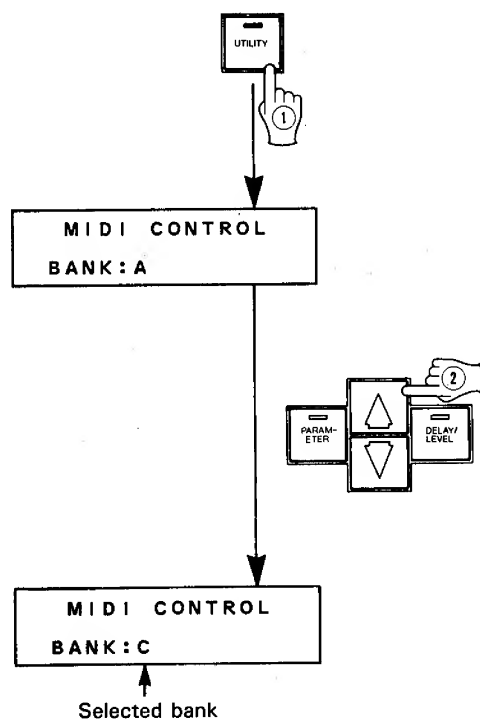 UTILITY
1
MIDI CONTROL
BANK:A
2
PARAM-
ETER
DELAY/
LEVEL
MIDI CONTROL
BANK:C
Selected bank